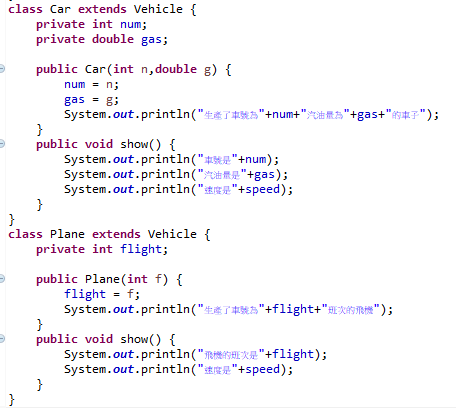 class Car extends Vehicle {
    private int num;
    private double gas;
    public Car(int n,double g) {
        num = n;
        gas = g;
        System.out.println("生產了車號為"+num+"汽油量為"+gas+"的車子");
    }
    public void show() {
        System.out.println("車號是"+num);
        System.out.println("汽油量是"+gas);
        System.out.println("速度是"+speed);
    }
}
class Plane extends Vehicle {
    private int flight;
    public Plane(int f) {
        flight = f;
        System.out.println("生產了車號為"+flight+"班次的飛機");
    }
    public void show() {
        System.out.println("飛機的班次是"+flight);
        System.out.println("速度是"+speed);
    }
}